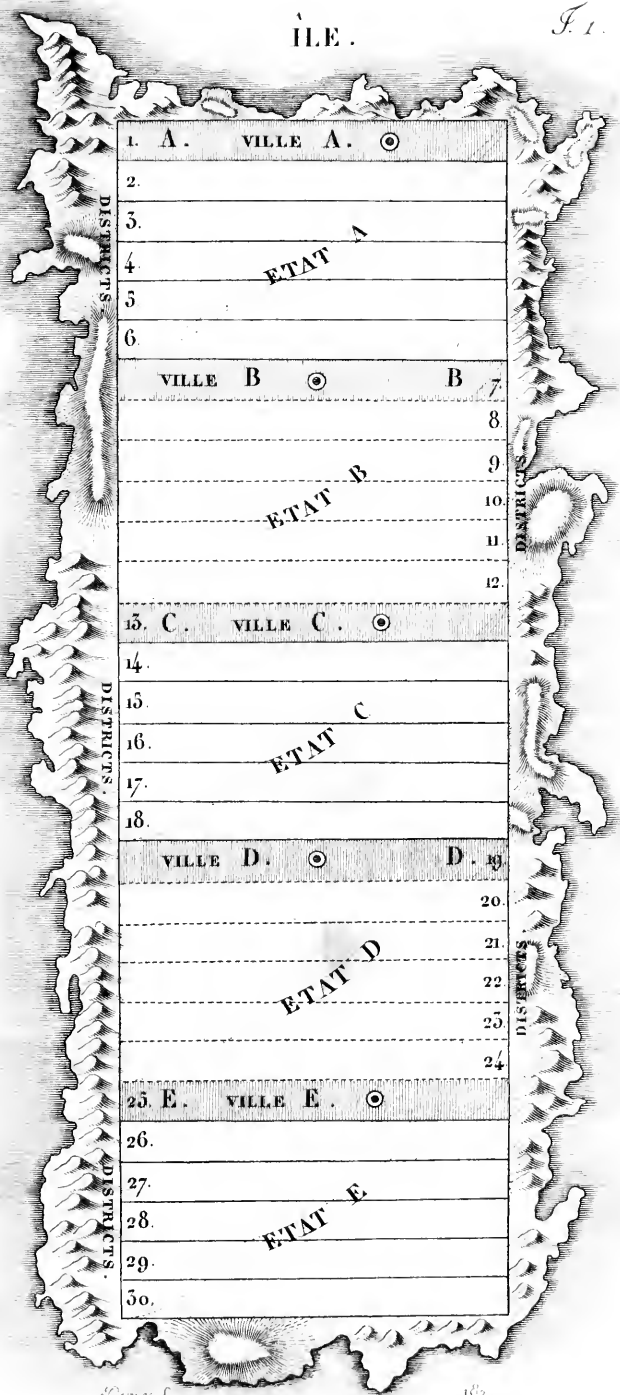 ÎLE.
F. 1.
1. A. VILLE A.
2.
3.
4.
5
6.
DISTRICTS
ETAT A
VILLE B B 7.
8.
9.
10.
11.
12.
DISTRICTS.
ETAT B
13. C. VILLE C.
14.
15.
16.
17.
18.
DISTRICTS.
ETAT C
VILLE D. D. 19.
20.
21.
22.
23.
24
DISTRICTS.
ETAT D
25. E. VILLE E.
26.
27.
28.
29.
30.
DISTRICTS.
ETAT E